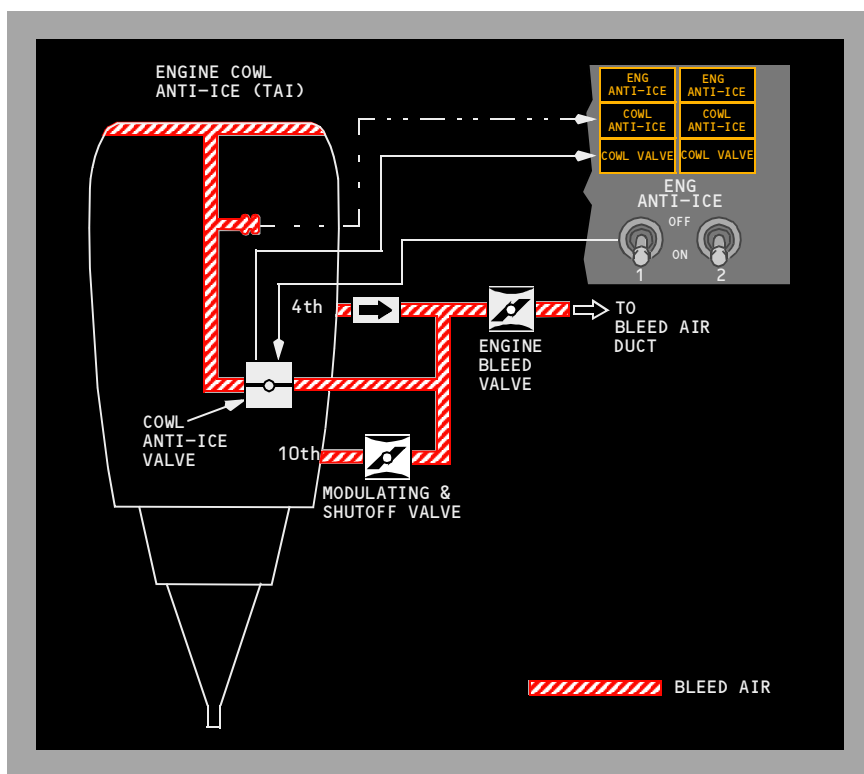 ENGINE COWL
ANTI-ICE (TAI)
ENG
ANTI-ICE
ENG
ANTI-ICE
COWL
ANTI-ICE
COWL
ANTI-ICE
COWL VALVE
COWL VALVE
ENG
ANTI-ICE
OFF
ON
1
2
4th
TO
BLEED AIR
DUCT
ENGINE
BLEED
VALVE
COWL
ANTI-ICE
VALVE
10th
MODULATING &
SHUTOFF VALVE
BLEED AIR